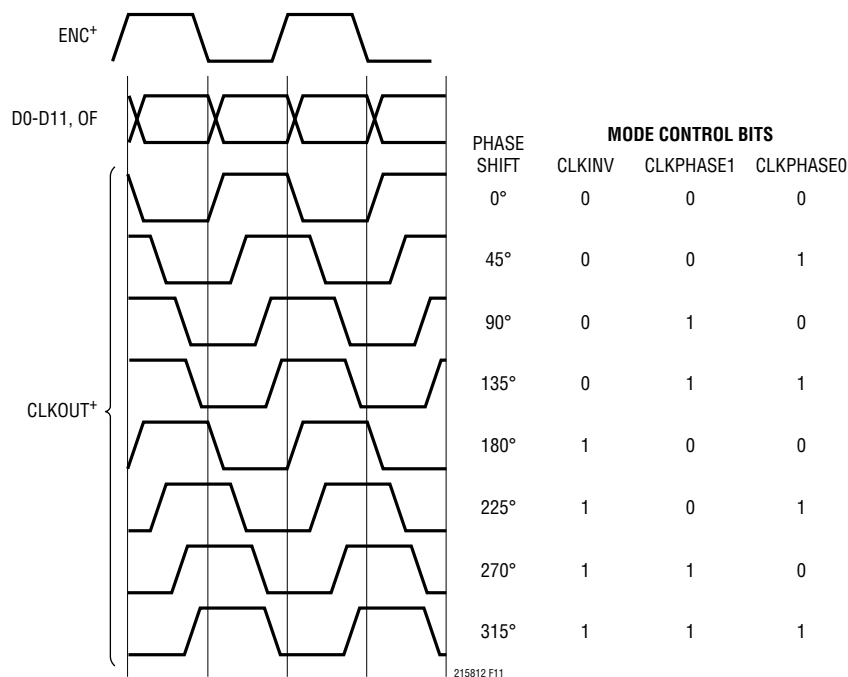 ENC+
D0-D11, OF
PHASE SHIFT
MODE CONTROL BITS
CLKINV CLKPHASE1 CLKPHASE0
0° 0 0 0
45° 0 0 1
90° 0 1 0
135° 0 1 1
CLKOUT+
180° 1 0 0
225° 1 0 1
270° 1 1 0
315° 1 1 1
215812 F11